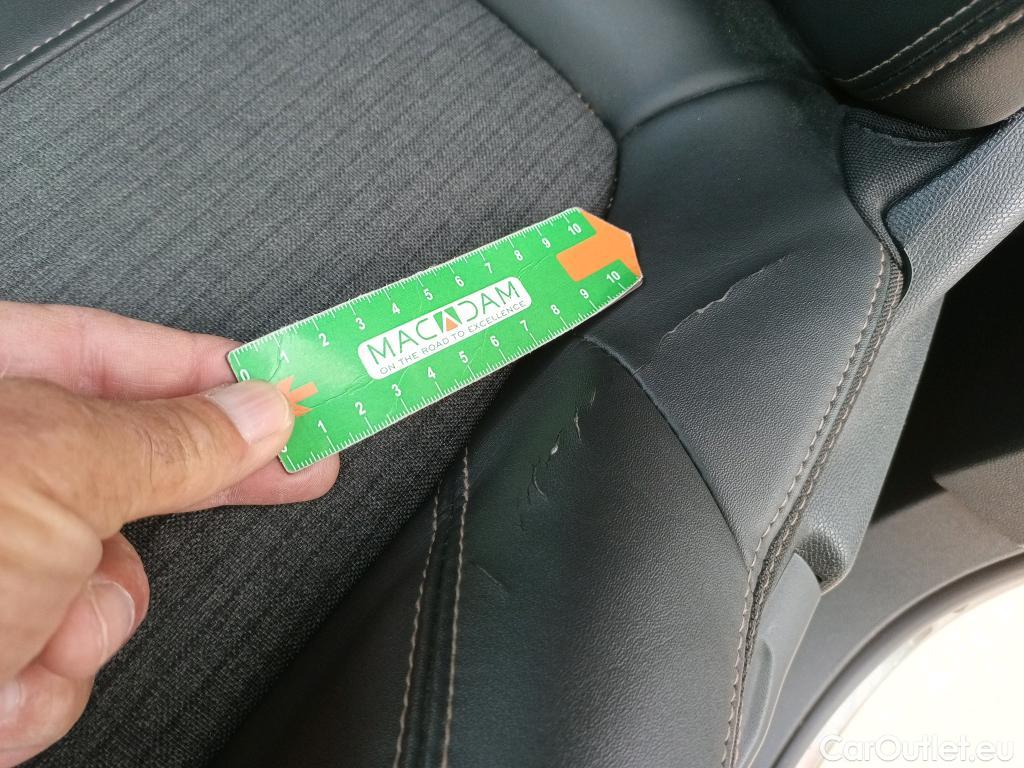 0 1 2 3 4 5 6 7 8 9 10
MACADAM
ON THE ROAD TO EXCELLENCE
0 1 2 3 4 5 6 7 8 9 10
CarOutlet.eu